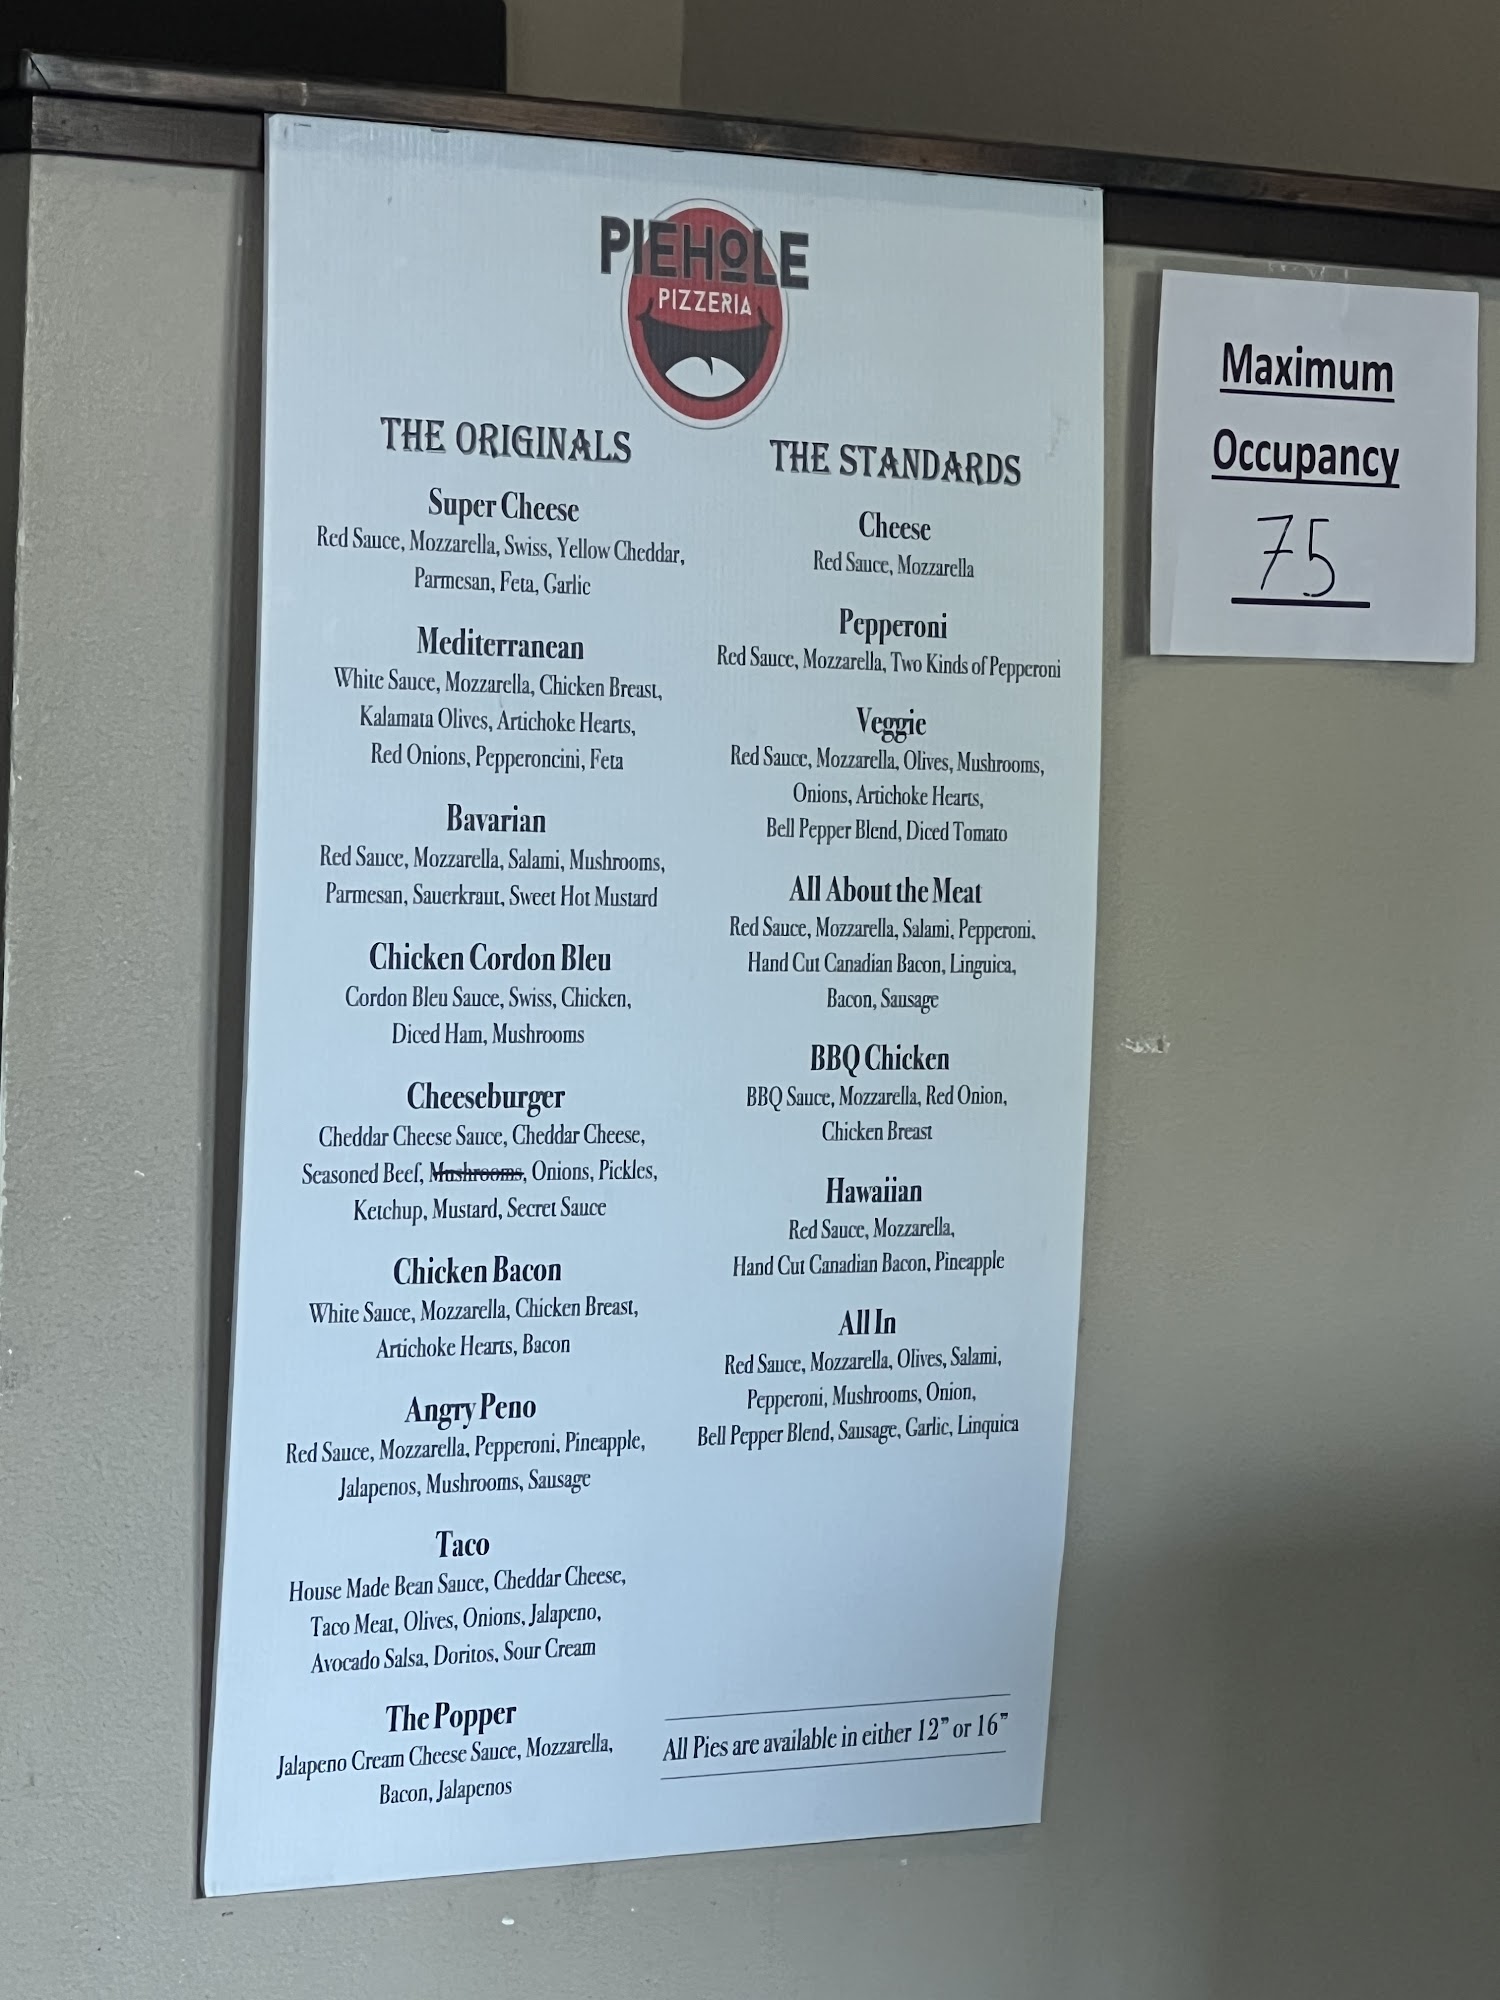 PIEHOLE
PIZZERIA
THE ORIGINALS
Super Cheese
Red Sauce, Mozzarella, Swiss, Yellow Cheddar,
Parmesan, Feta, Garlic
Mediterranean
White Sauce, Mozzarella, Chicken Breast,
Kalamata Olives, Artichoke Hearts,
Red Onions, Pepperoncini, Feta
Bavarian
Red Sauce, Mozzarella, Salami, Mushrooms,
Parmesan, Sauerkraut, Sweet Hot Mustard
Chicken Cordon Bleu
Cordon Bleu Sauce, Swiss, Chicken,
Diced Ham, Mushrooms
Cheeseburger
Cheddar Cheese Sauce, Cheddar Cheese,
Seasoned Beef, Mushrooms, Onions, Pickles,
Ketchup, Mustard, Secret Sauce
Chicken Bacon
White Sauce, Mozzarella, Chicken Breast,
Artichoke Hearts, Bacon
Angry Peno
Red Sauce, Mozzarella, Pepperoni, Pineapple,
Jalapenos, Mushrooms, Sausage
Taco
House Made Bean Sauce, Cheddar Cheese,
Taco Meat, Olives, Onions, Jalapeno,
Avocado Salsa, Doritos, Sour Cream
The Popper
Jalapeno Cream Cheese Sauce, Mozzarella,
Bacon, Jalapenos
THE STANDARDS
Cheese
Red Sauce, Mozzarella
Pepperoni
Red Sauce, Mozzarella, Two Kinds of Pepperoni
Veggie
Red Sauce, Mozzarella, Olives, Mushrooms,
Onions, Artichoke Hearts,
Bell Pepper Blend, Diced Tomato
All About the Meat
Red Sauce, Mozzarella, Salami, Pepperoni,
Hand Cut Canadian Bacon, Linguica,
Bacon, Sausage
BBQ Chicken
BBQ Sauce, Mozzarella, Red Onion,
Chicken Breast
Hawaiian
Red Sauce, Mozzarella,
Hand Cut Canadian Bacon, Pineapple
All In
Red Sauce, Mozzarella, Olives, Salami,
Pepperoni, Mushrooms, Onion,
Bell Pepper Blend, Sausage, Garlic, Linquica
All Pies are available in either 12” or 16”
Maximum
Occupancy
75